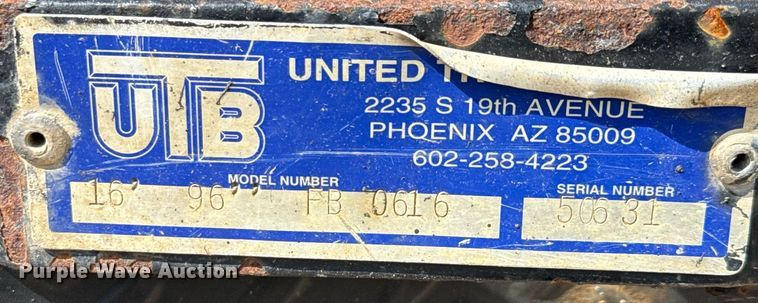 UTB
UNITED
2235 S 19th AVENUE
PHOENIX AZ 85009
602-258-4223
MODEL NUMBER SERIAL NUMBER
16' 96'' FB 0616 50631
Purple Wave Auction